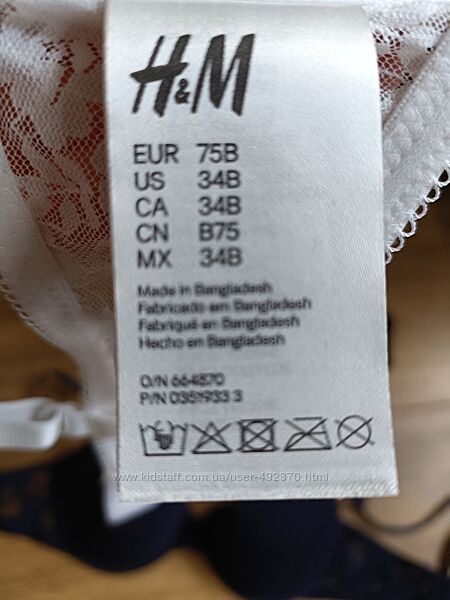 H&M
EUR 75B
US 34B
CA 34B
CN B75
MX 34B
Made in Bangladesh
Fabricado em Bangladesh
Fabriqué en Bangladesh
Hecho en Bangladesh
O/N 664870
P/N 0351933.3
www.kidstaff.com.ua/user-492370.html